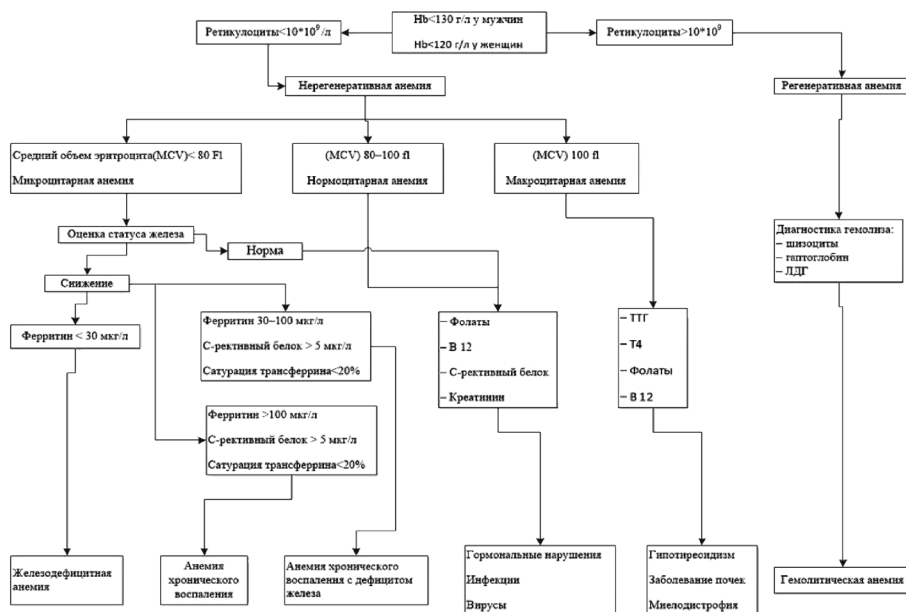 Hb<130 г/л у мужчин
Hb<120 г/л у женщин
Ретикулоциты<10*10⁹/л
Ретикулоциты>10*10⁹
Нерегенеративная анемия
Регенеративная анемия
Средний объем эритроцита(MCV)< 80 Fl
Микроцитарная анемия
(MCV) 80–100 fl
Нормоцитарная анемия
(MCV) 100 fl
Макроцитарная анемия
Оценка статуса железа
Норма
Диагностика гемолиза:
– шизоциты
– гаптоглобин
– ЛДГ
Снижение
Ферритин < 30 мкг/л
Ферритин 30–100 мкг/л
С-рективный белок > 5 мкг/л
Сатурация трансферрина<20%
– Фолаты
– В 12
– С-рективный белок
– Креатинин
– ТТГ
– Т4
– Фолаты
– В 12
Ферритин >100 мкг/л
С-рективный белок > 5 мкг/л
Сатурация трансферрина<20%
Железодефицитная
анемия
Анемия
хронического
воспаления
Анемия хронического
воспаления с дефицитом
железа
Гормональные нарушения
Инфекции
Вирусы
Гипотиреоидизм
Заболевание почек
Миелодистрофия
Гемолитическая анемия